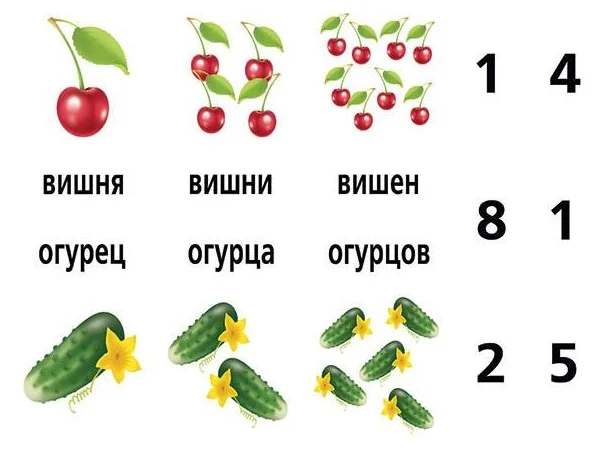 1 4
вишня вишни вишен
8 1
огурец огурца огурцов
2 5